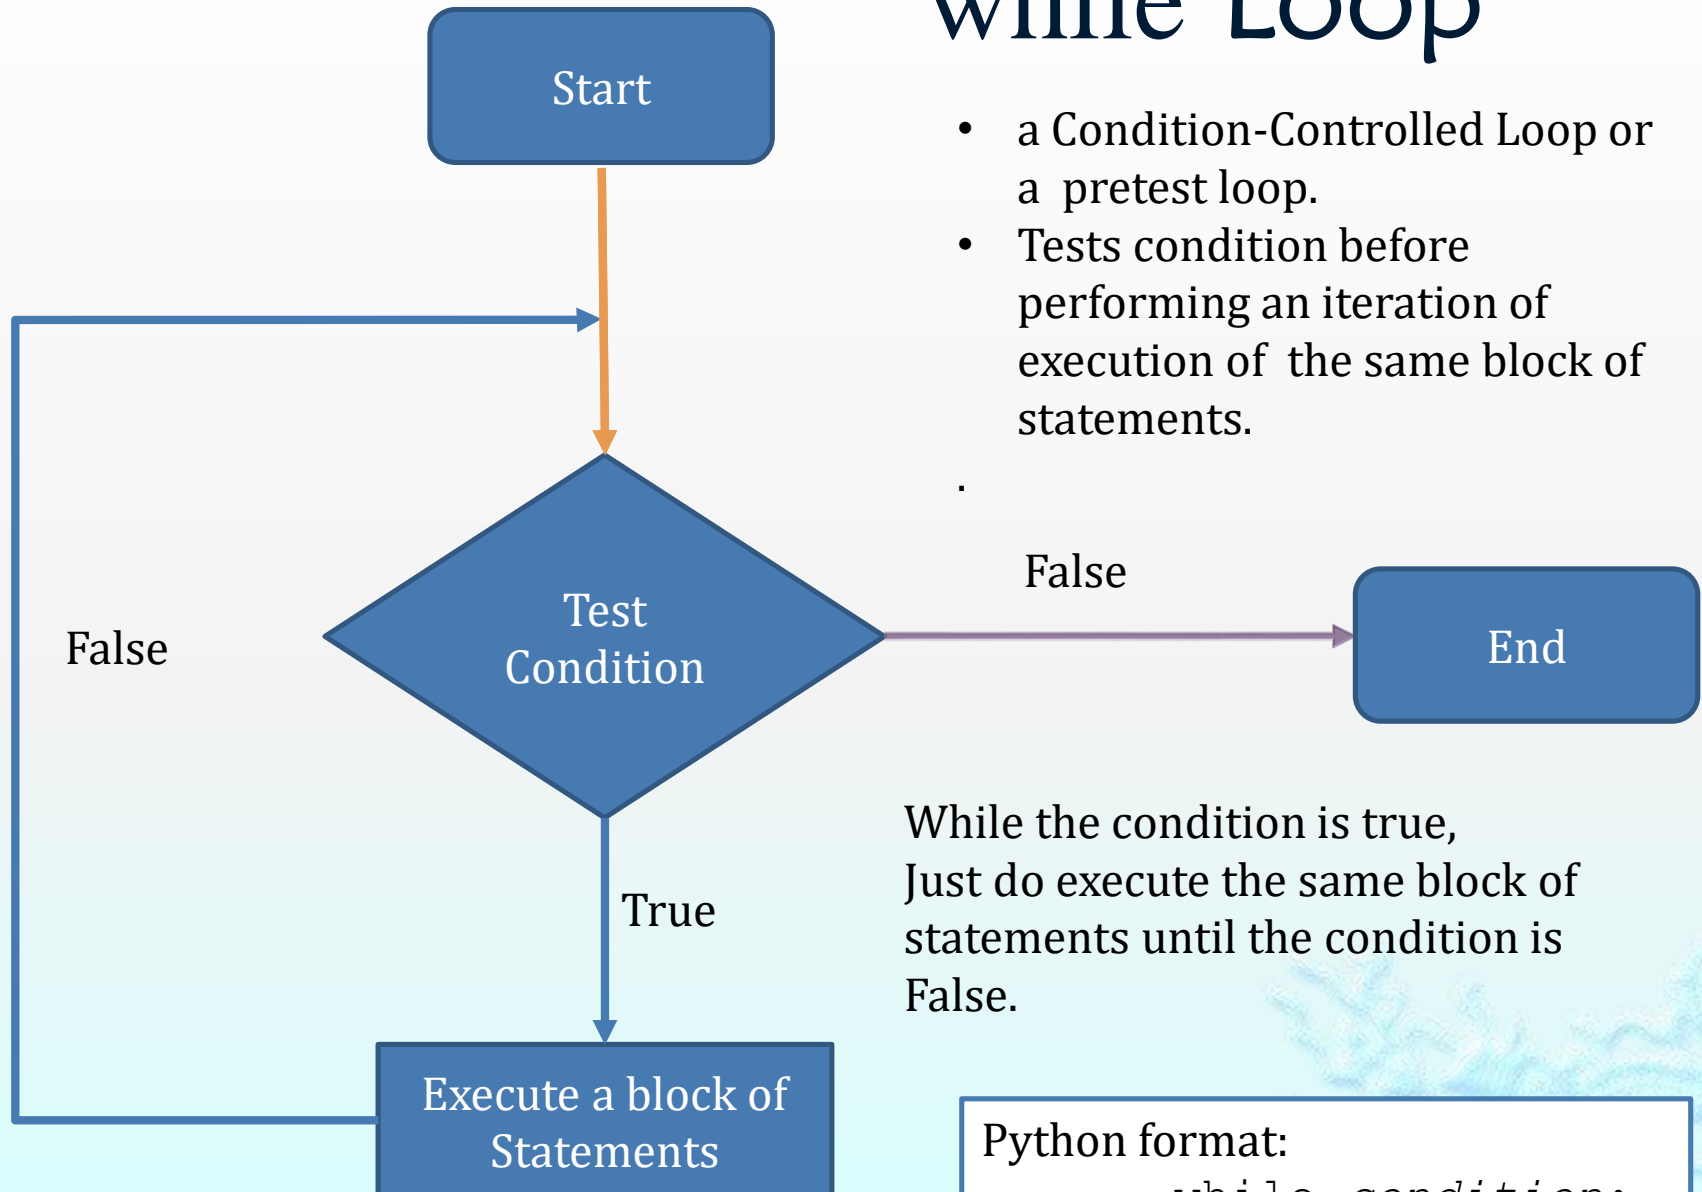 while Loop
Start
• a Condition-Controlled Loop or
a pretest loop.
• Tests condition before
performing an iteration of
execution of the same block of
statements.
.
False
Test
Condition
End
False
While the condition is true,
Just do execute the same block of
statements until the condition is
False.
True
Execute a block of
Statements
Python format:
while condition: